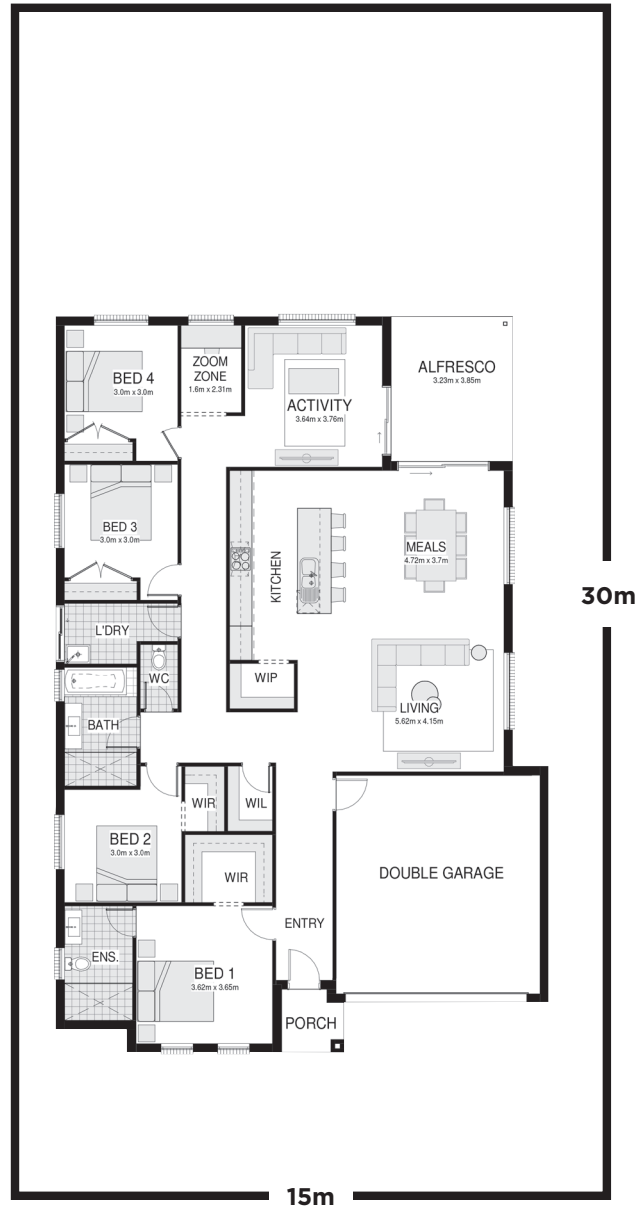 ALFRESCO
3.23m x 3.85m
ZOOM
ZONE
1.6m x 2.31m
BED 4
3.0m x 3.0m
ACTIVITY
3.64m x 3.76m
BED 3
3.0m x 3.0m
KITCHEN
MEALS
4.72m x 3.7m
30m
L'DRY
WC
WIP
LIVING
5.62m x 4.15m
BATH
WIR
WIL
BED 2
3.0m x 3.0m
WIR
DOUBLE GARAGE
ENTRY
ENS.
BED 1
3.62m x 3.65m
PORCH
15m